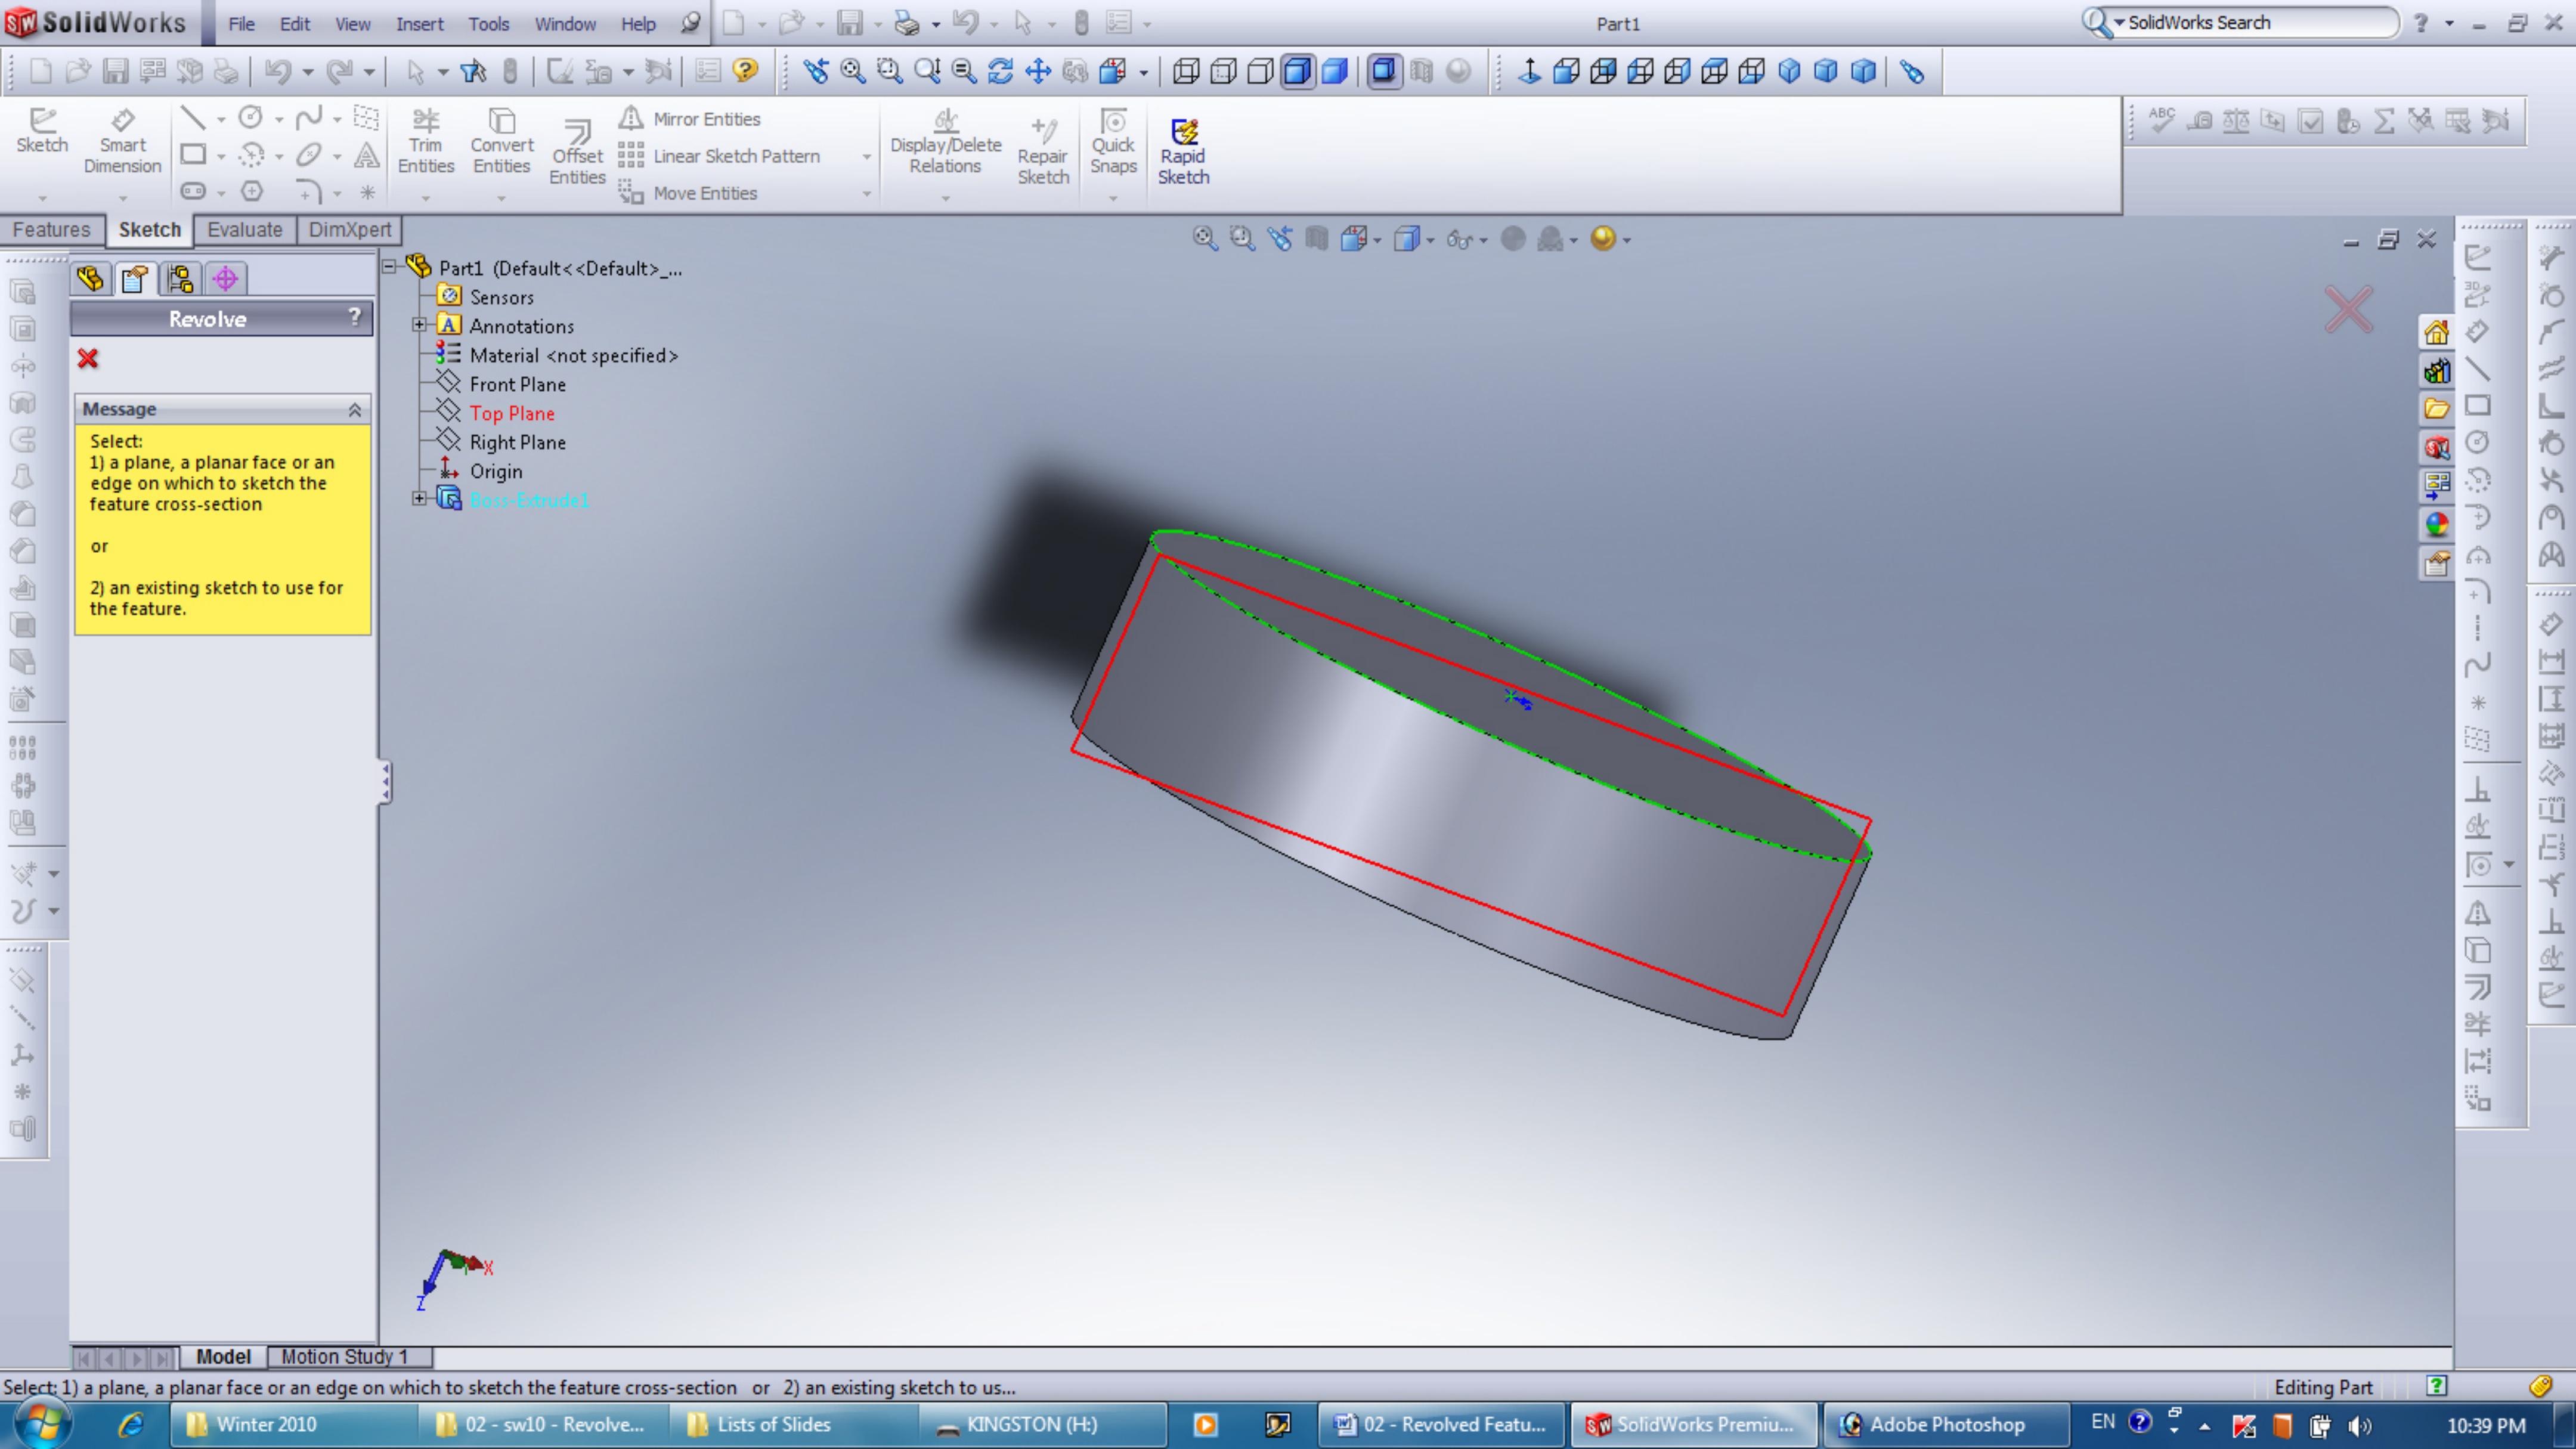 SolidWorks
File Edit View Insert Tools Window Help
Part1
SolidWorks Search
Sketch
Smart
Dimension
Trim
Entities
Convert
Entities
Offset
Entities
Mirror Entities
Linear Sketch Pattern
Move Entities
Display/Delete
Relations
Repair
Sketch
Quick
Snaps
Rapid
Sketch
ABC
Features Sketch Evaluate DimXpert
Revolve ?
Message
Select:
1) a plane, a planar face or an
edge on which to sketch the
feature cross-section
or
2) an existing sketch to use for
the feature.
Part1 (Default<<Default>_...
Sensors
Annotations
Material <not specified>
Front Plane
Top Plane
Right Plane
Origin
Boss-Extrude1
3D
X
Z
Model Motion Study 1
Select: 1) a plane, a planar face or an edge on which to sketch the feature cross-section or 2) an existing sketch to us...
Editing Part
Winter 2010
02 - sw10 - Revolve...
Lists of Slides
KINGSTON (H:)
02 - Revolved Featu...
SolidWorks Premiu...
Adobe Photoshop
EN
10:39 PM